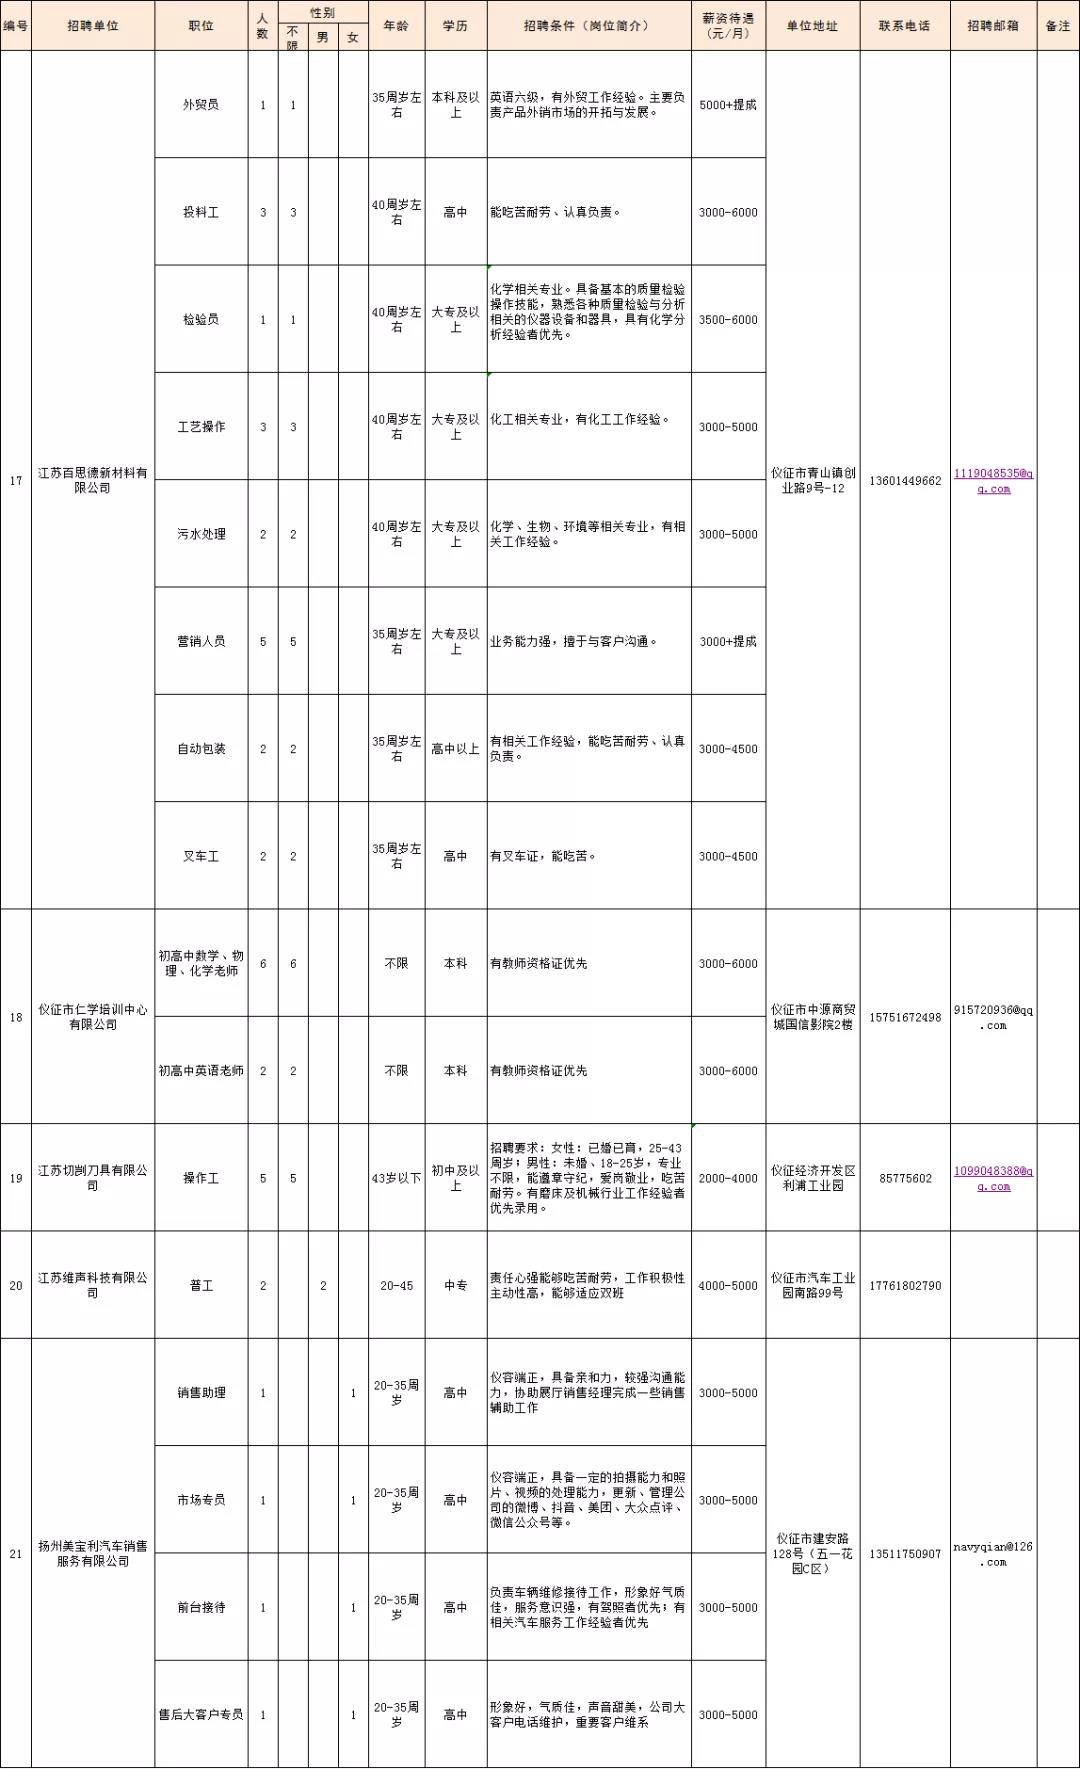 编号
招聘单位
职位
人
数
性别
不
限
男
女
年龄
学历
招聘条件（岗位简介）
薪资待遇
（元/月）
单位地址
联系电话
招聘邮箱
备注
17
江苏百思德新材料有
限公司
外贸员
1
1
35周岁左
右
本科及以
上
英语六级，有外贸工作经验。主要负
责产品外销市场的开拓与发展。
5000+提成
仪征市青山镇创
业路9号-12
13601449662
1119048535@q
q.com
投料工
3
3
40周岁左
右
高中
能吃苦耐劳、认真负责。
3000-6000
检验员
1
1
40周岁左
右
大专及以
上
化学相关专业。具备基本的质量检验
操作技能，熟悉各种质量检验与分析
相关的仪器设备和器具，具有化学分
析经验者优先。
3500-6000
工艺操作
3
3
40周岁左
右
大专及以
上
化工相关专业，有化工工作经验。
3000-5000
污水处理
2
2
40周岁左
右
大专及以
上
化学、生物、环境等相关专业，有相
关工作经验。
3000-5000
营销人员
5
5
35周岁左
右
大专及以
上
业务能力强，擅于与客户沟通。
3000+提成
自动包装
2
2
35周岁左
右
高中以上
有相关工作经验，能吃苦耐劳、认真
负责。
3000-4500
叉车工
2
2
35周岁左
右
高中
有叉车证，能吃苦。
3000-4500
18
仪征市仁学培训中心
有限公司
初高中数学、物
理、化学老师
6
6
不限
本科
有教师资格证优先
3000-6000
仪征市中源商贸
城国信影院2楼
15751672498
915720936@qq
.com
初高中英语老师
2
2
不限
本科
有教师资格证优先
3000-6000
19
江苏切削刀具有限公
司
操作工
5
5
43岁以下
初中及以
上
招聘要求：女性：已婚已育，25-43
周岁；男性：未婚、18-25岁，专业
不限，能遵章守纪，爱岗敬业，吃苦
耐劳。有磨床及机械行业工作经验者
优先录用。
2000-4000
仪征经济开发区
利浦工业园
85775602
1099048388@q
q.com
20
江苏维声科技有限公
司
普工
2
2
20-45
中专
责任心强能够吃苦耐劳，工作积极性
主动性高，能够适应双班
4000-5000
仪征市汽车工业
园南路99号
17761802790
21
扬州美宝利汽车销售
服务有限公司
销售助理
1
1
20-35周
岁
高中
仪容端正，具备亲和力，较强沟通能
力，协助展厅销售经理完成一些销售
辅助工作
3000-5000
仪征市建安路
128号（五一花
园C区）
13511750907
navyqian@126
.com
市场专员
1
1
20-35周
岁
高中
仪容端正，具备一定的拍摄能力和照
片、视频的处理能力，更新、管理公
司的微博、抖音、美团、大众点评、
微信公众号等。
3000-5000
前台接待
1
1
20-35周
岁
高中
负责车辆维修接待工作，形象好气质
佳，服务意识强，有驾照者优先；有
相关汽车服务工作经验者优先
3000-5000
售后大客户专员
1
1
20-35周
岁
高中
形象好，气质佳，声音甜美，公司大
客户电话维护，重要客户维系
3000-5000